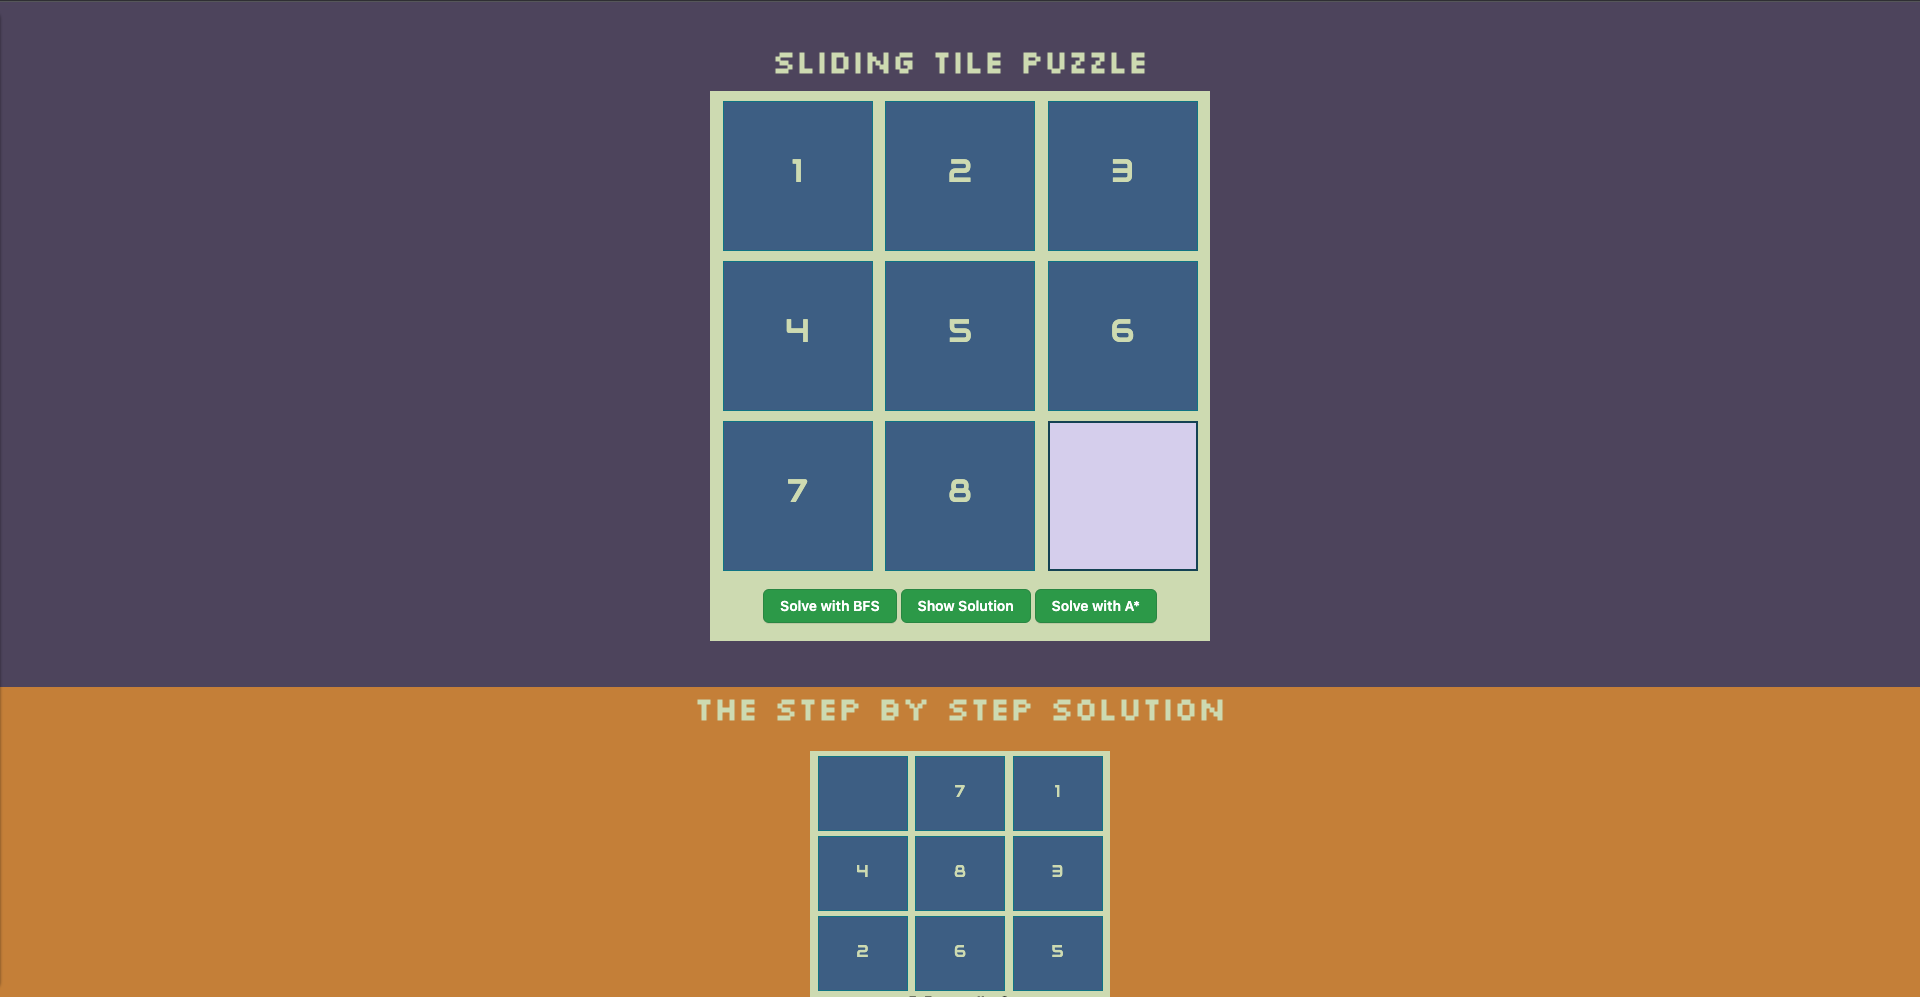 SLIDING TILE PUZZLE
1 2 3
4 5 6
7 8
Solve with BFS Show Solution Solve with A*
THE STEP BY STEP SOLUTION
7 1
4 8 3
2 6 5